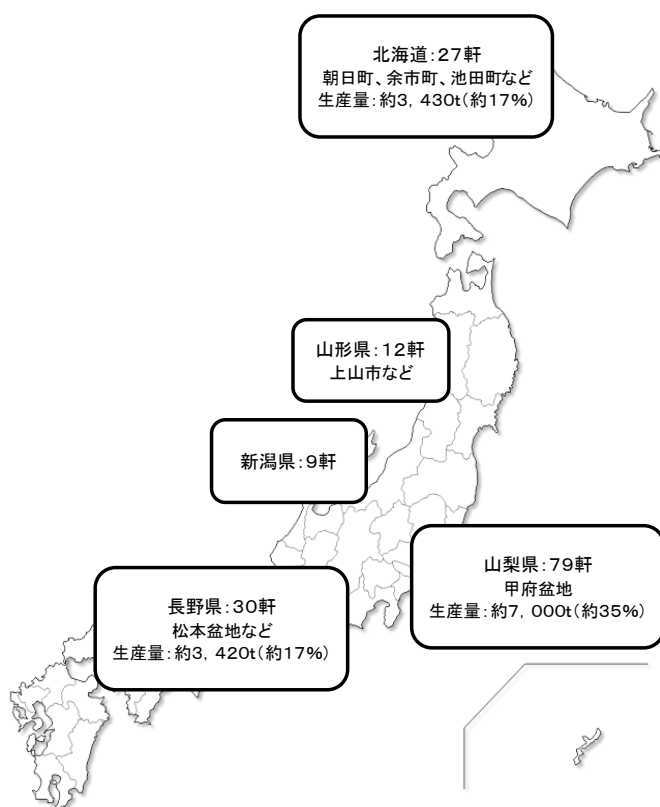 北海道：27軒
朝日町、余市町、池田町など
生産量：約3，430t（約17%）
山形県：12軒
上山市など
新潟県：9軒
山梨県：79軒
甲府盆地
生産量：約7，000t（約35%）
長野県：30軒
松本盆地など
生産量：約3，420t（約17%）